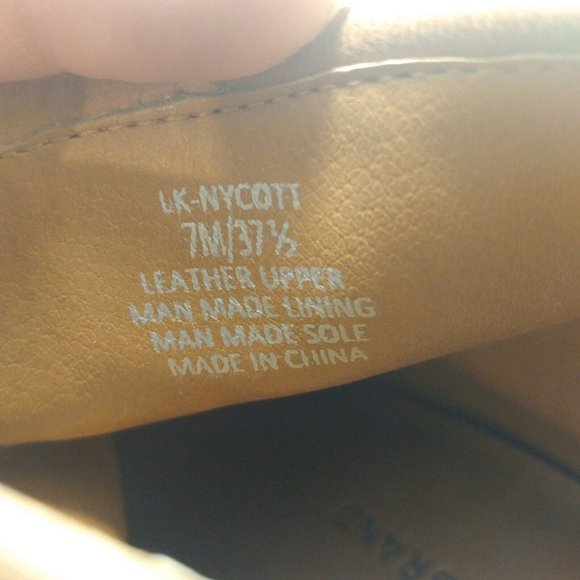 LK-NYCOTT
7M/37½
LEATHER UPPER
MAN MADE LINING
MAN MADE SOLE
MADE IN CHINA